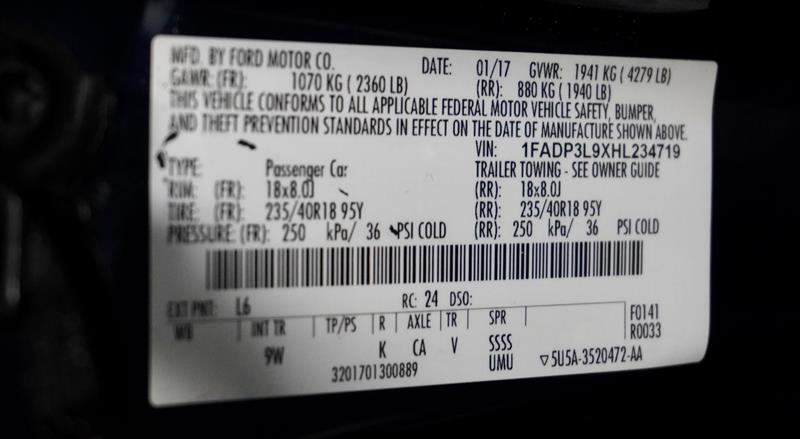 MFD. BY FORD MOTOR CO. DATE: 01/17 GVWR: 1941 KG ( 4279 LB)
GAWR: (FR): 1070 KG ( 2360 LB) (RR): 880 KG ( 1940 LB)
THIS VEHICLE CONFORMS TO ALL APPLICABLE FEDERAL MOTOR VEHICLE SAFETY, BUMPER,
AND THEFT PREVENTION STANDARDS IN EFFECT ON THE DATE OF MANUFACTURE SHOWN ABOVE.
VIN: 1FADP3L9XHL234719
TYPE: Passenger Car TRAILER TOWING - SEE OWNER GUIDE
RIM: (FR): 18x8.0J (RR): 18x8.0J
TIRE: (FR): 235/40R18 95Y (RR): 235/40R18 95Y
PRESSURE: (FR): 250 kPa/ 36 PSI COLD (RR): 250 kPa/ 36 PSI COLD
EXT PNT: L6 RC: 24 DSO:
WB INT TR TP/PS R AXLE TR SPR F0141
R0033
9W K CA V SSSS
UMU ▽5U5A-3520472-AA
3201701300889